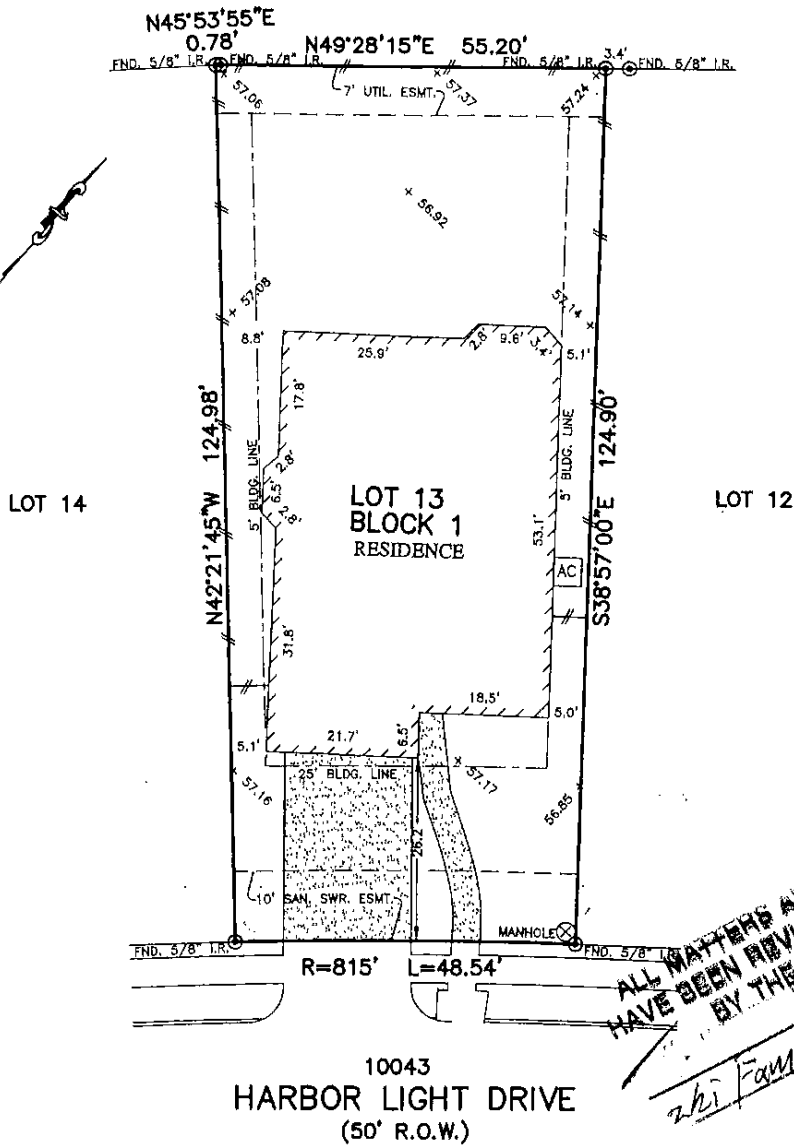 N45°53'55"E
0.78'
N49°28'15"E 55.20'
3.4'
FND. 5/8" I.R.
FND. 5/8" I.R.
FND. 5/8" I.R.
FND. 5/8" I.R.
57.06
7' UTIL. ESMT.
57.37
57.24
56.92
57.08
57.14
8.8'
25.9'
2.8'
9.6'
3.4'
5.1'
17.8'
N42°21'45"W 124.98'
5' BLDG. LINE
2.8'
6.5'
2.8'
LOT 14
LOT 13
BLOCK 1
RESIDENCE
53.1'
5' BLDG. LINE
S38°57'00"E 124.90'
LOT 12
AC
31.8'
18.5'
5.0'
21.7'
6.5'
5.1'
25' BLDG. LINE
57.17
57.16
56.85
26.2
10' SAN. SWR. ESMT.
MANHOLE
FND. 5/8" I.R.
FND. 5/8" I.R.
R=815' L=48.54'
ALL MATTERS
HAVE BEEN
BY THE
10043
HARBOR LIGHT DRIVE
(50' R.O.W.)